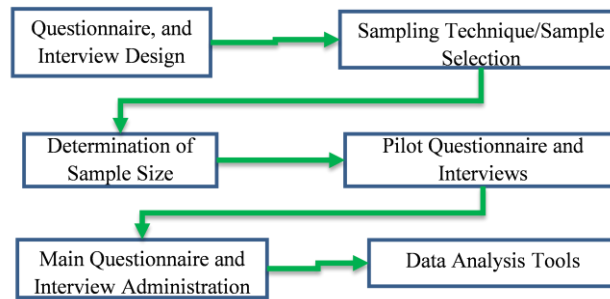 Questionnaire, and
Interview Design
Sampling Technique/Sample
Selection
Determination of
Sample Size
Pilot Questionnaire and
Interviews
Main Questionnaire and
Interview Administration
Data Analysis Tools